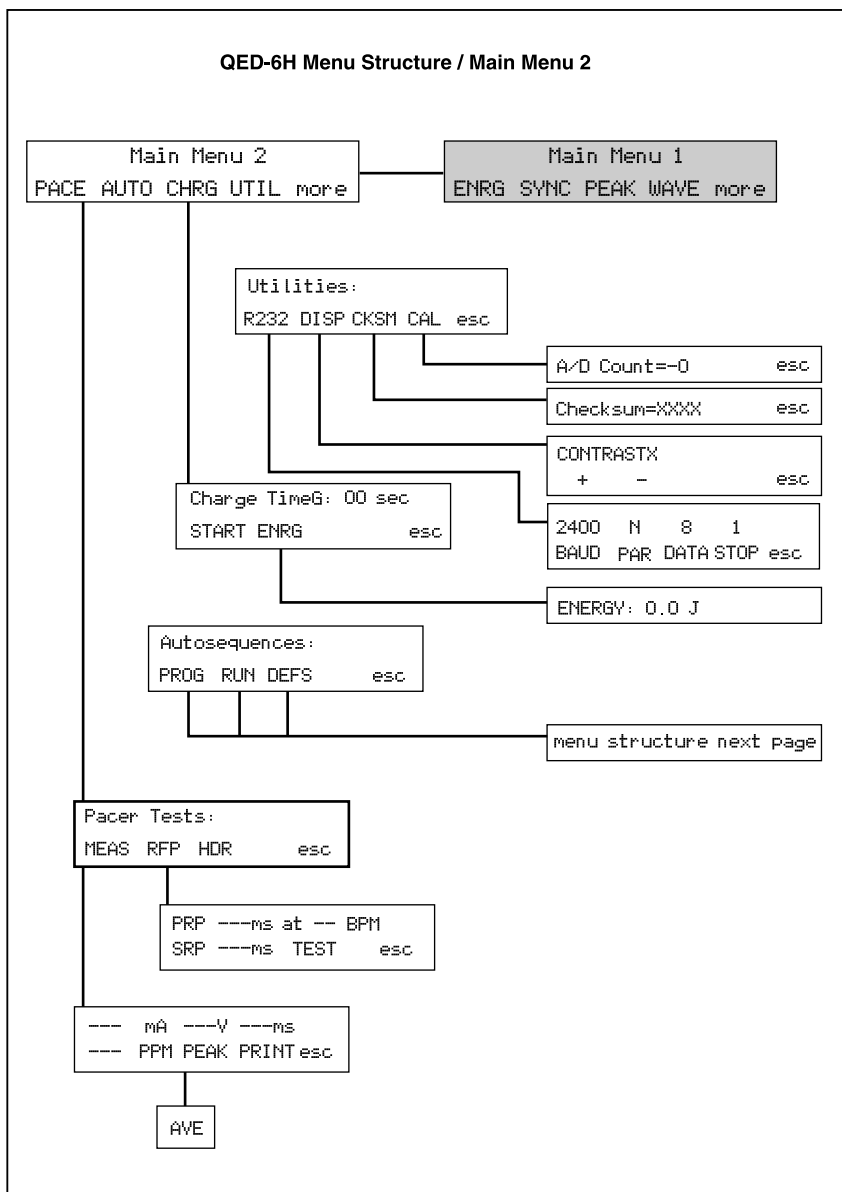 QED-6H Menu Structure / Main Menu 2
Main Menu 2
PACE AUTO CHRG UTIL more
Main Menu 1
ENRG SYNC PEAK WAVE more
Utilities:
R232 DISP CKSM CAL esc
A/D Count=-0 esc
Checksum=XXXX esc
CONTRASTX
+ - esc
2400 N 8 1
BAUD PAR DATA STOP esc
Charge TimeG: 00 sec
START ENRG esc
ENERGY: 0.0 J
Autosequences:
PROG RUN DEFS esc
menu structure next page
Pacer Tests:
MEAS RFP HDR esc
PRP ---ms at -- BPM
SRP ---ms TEST esc
--- mA ---V ---ms
--- PPM PEAK PRINT esc
AVE